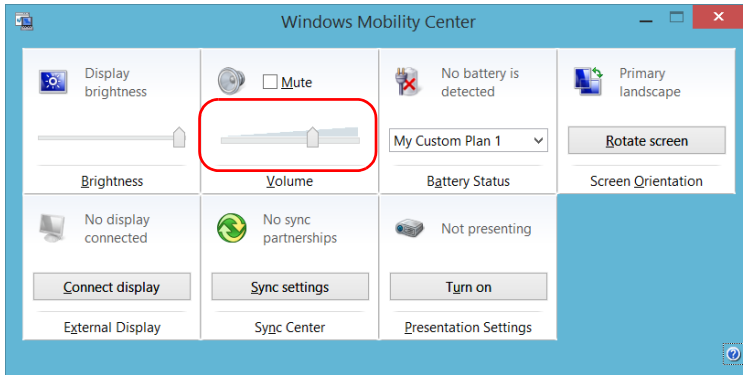 Windows Mobility Center
Display
brightness
Brightness
Mute
Volume
No battery is
detected
My Custom Plan 1
Battery Status
Primary
landscape
Rotate screen
Screen Orientation
No display
connected
Connect display
External Display
No sync
partnerships
Sync settings
Sync Center
Not presenting
Turn on
Presentation Settings